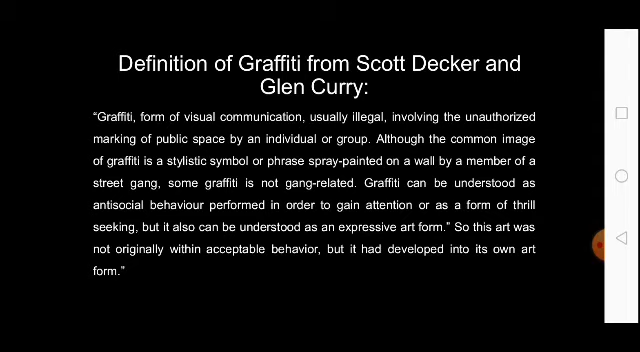 Definition of Graffiti from Scott Decker and
Glen Curry:
“Graffiti, form of visual communication, usually illegal, involving the unauthorized
marking of public space by an individual or group. Although the common image
of graffiti is a stylistic symbol or phrase spray-painted on a wall by a member of a
street gang, some graffiti is not gang-related. Graffiti can be understood as
antisocial behaviour performed in order to gain attention or as a form of thrill
seeking, but it also can be understood as an expressive art form.” So this art was
not originally within acceptable behavior, but it had developed into its own art
form.”